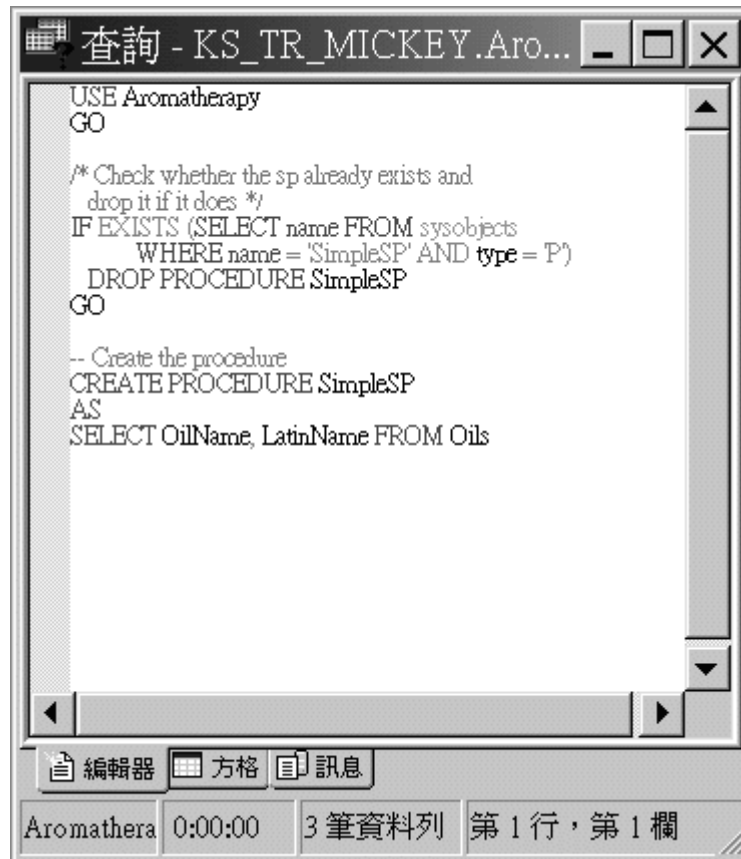 查詢 - KS_TR_MICKEY.Aro...
USE Aromatherapy
GO
/* Check whether the sp already exists and
drop it if it does */
IF EXISTS (SELECT name FROM sysobjects
WHERE name = 'SimpleSP' AND type = 'P')
DROP PROCEDURE SimpleSP
GO
-- Create the procedure
CREATE PROCEDURE SimpleSP
AS
SELECT OilName, LatinName FROM Oils
編輯器 方格 訊息
Aromathera 0:00:00 3 筆資料列 第 1 行，第 1 欄